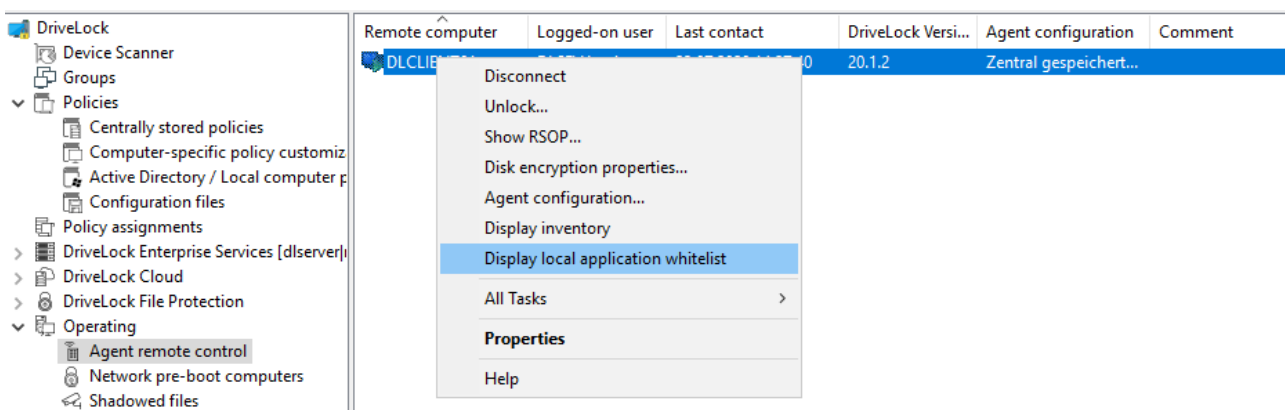 DriveLock
Device Scanner
Groups
Policies
Centrally stored policies
Computer-specific policy customiz
Active Directory / Local computer p
Configuration files
Policy assignments
DriveLock Enterprise Services [dlserver
DriveLock Cloud
DriveLock File Protection
Operating
Agent remote control
Network pre-boot computers
Shadowed files
Remote computer Logged-on user Last contact DriveLock Versi... Agent configuration Comment
20.1.2 Zentral gespeichert...
Disconnect
Unlock...
Show RSOP...
Disk encryption properties...
Agent configuration...
Display inventory
Display local application whitelist
All Tasks
Properties
Help